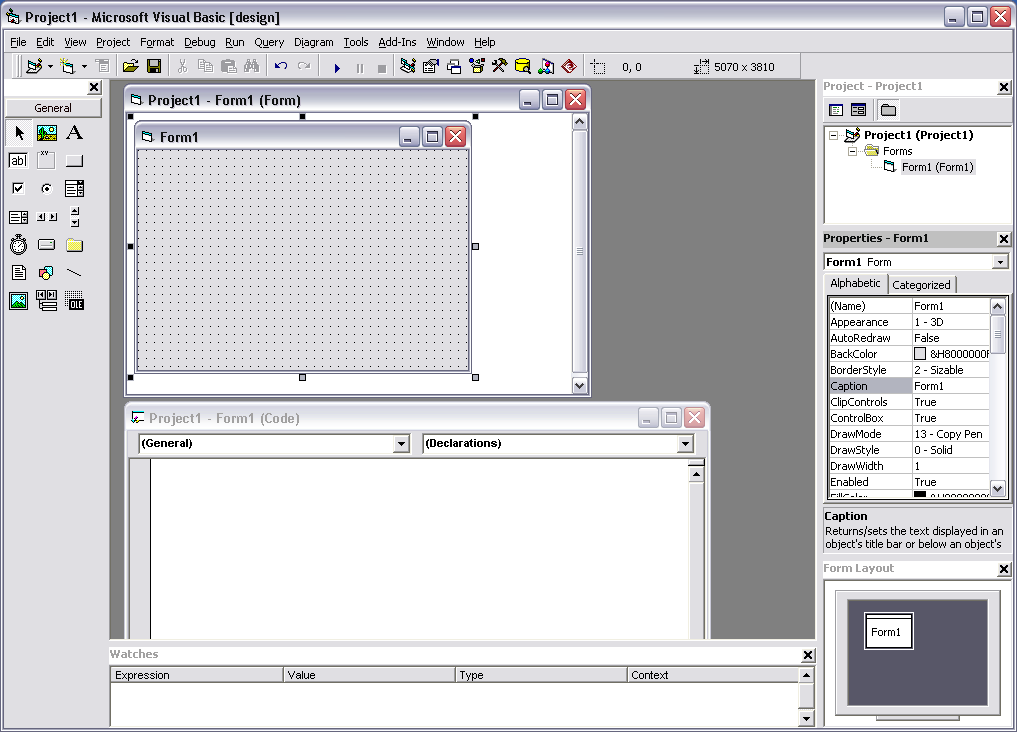 Project1 - Microsoft Visual Basic [design]
File Edit View Project Format Debug Run Query Diagram Tools Add-Ins Window Help
0, 0 5070 x 3810
General
A
ab|
xy
OLE
Project1 - Form1 (Form)
Form1
Project1 - Form1 (Code)
(General) (Declarations)
Watches
Expression Value Type Context
Project - Project1
Project1 (Project1)
Forms
Form1 (Form1)
Properties - Form1
Form1 Form
Alphabetic Categorized
(Name) Form1
Appearance 1 - 3D
AutoRedraw False
BackColor &H8000000F
BorderStyle 2 - Sizable
Caption Form1
ClipControls True
ControlBox True
DrawMode 13 - Copy Pen
DrawStyle 0 - Solid
DrawWidth 1
Enabled True
Caption
Returns/sets the text displayed in an
object's title bar or below an object's
Form Layout
Form1